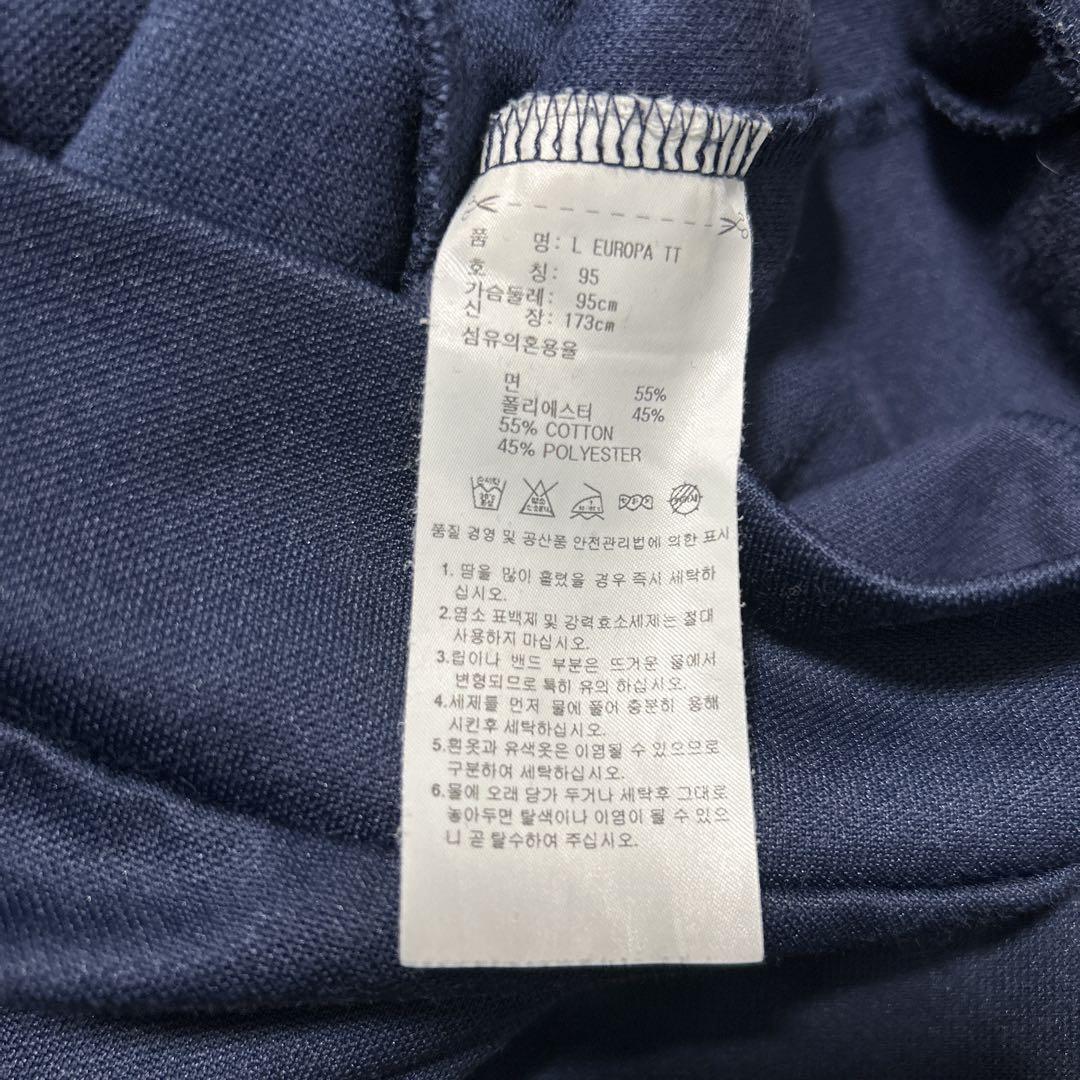 품 명: L EUROPA TT
호 칭: 95
가슴둘레: 95cm
신 장: 173cm
섬유의혼용율
면 55%
폴리에스터 45%
55% COTTON
45% POLYESTER
품질 경영 및 공산품 안전관리법에 의한 표시
1. 땀을 많이 흘렸을 경우 즉시 세탁하
십시오.
2.염소 표백제 및 강력효소세제는 절대
사용하지 마십시오.
3.립이나 밴드 부분은 뜨거운 물에서
변형되므로 특히 유의 하십시오.
4.세제를 먼저 물에 풀어 충분히 용해
시킨후 세탁하십시오.
5.흰옷과 유색옷은 이염될 수 있으므로
구분하여 세탁하십시오.
6.물에 오래 담가 두거나 세탁후 그대로
놓아두면 탈색이나 이염이 될 수 있으
니 곧 탈수하여 주십시오.